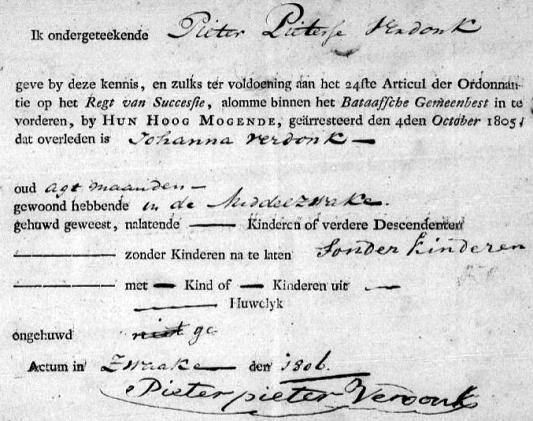 Ik ondergeteekende Pieter Pieterse Verdonk
geve by deze kennis, en zulks ter voldoening aan het 24ste Articul der Ordonnan-
tie op het Regt van Successie, alomme binnen het Bataafsche Gemeenbest in te
vorderen, by HUN HOOG MOGENDE, geärresteerd den 4den October 1805,
dat overleden is Johanna Verdonk —
oud agt maanden —
gewoond hebbende in de Middelzwake.
gehuwd geweest, nalatende — Kinderen of verdere Descendenten
— zonder Kinderen na te laten Sonder kinderen
— met — Kind of — Kinderen uit —
— Huwelyk
ongehuwd niet ge
Actum in Zwaake — den 1806.
Pieter pieter Verdonk